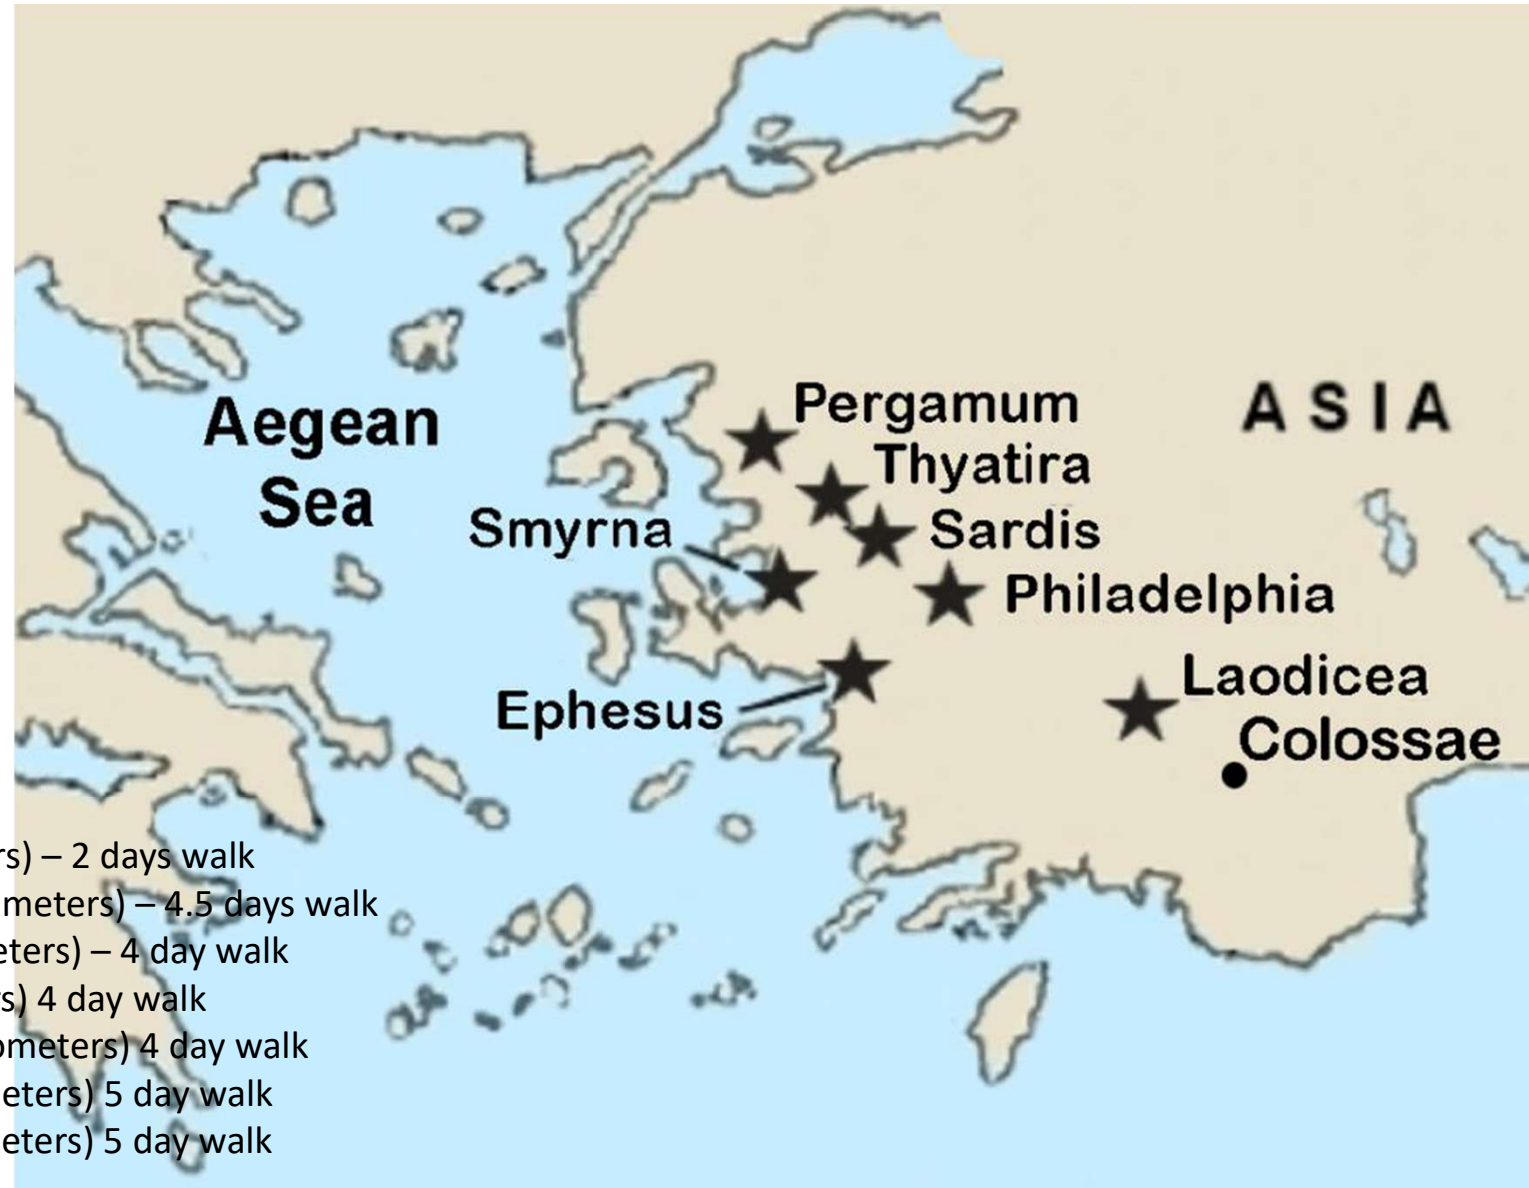 Pergamum
ASIA
Aegean
Sea
Thyatira
Smyrna
Sardis
Philadelphia
Ephesus
Laodicea
Colossae
rs) – 2 days walk
meters) – 4.5 days walk
eters) – 4 day walk
s) 4 day walk
ometers) 4 day walk
eters) 5 day walk
eters) 5 day walk